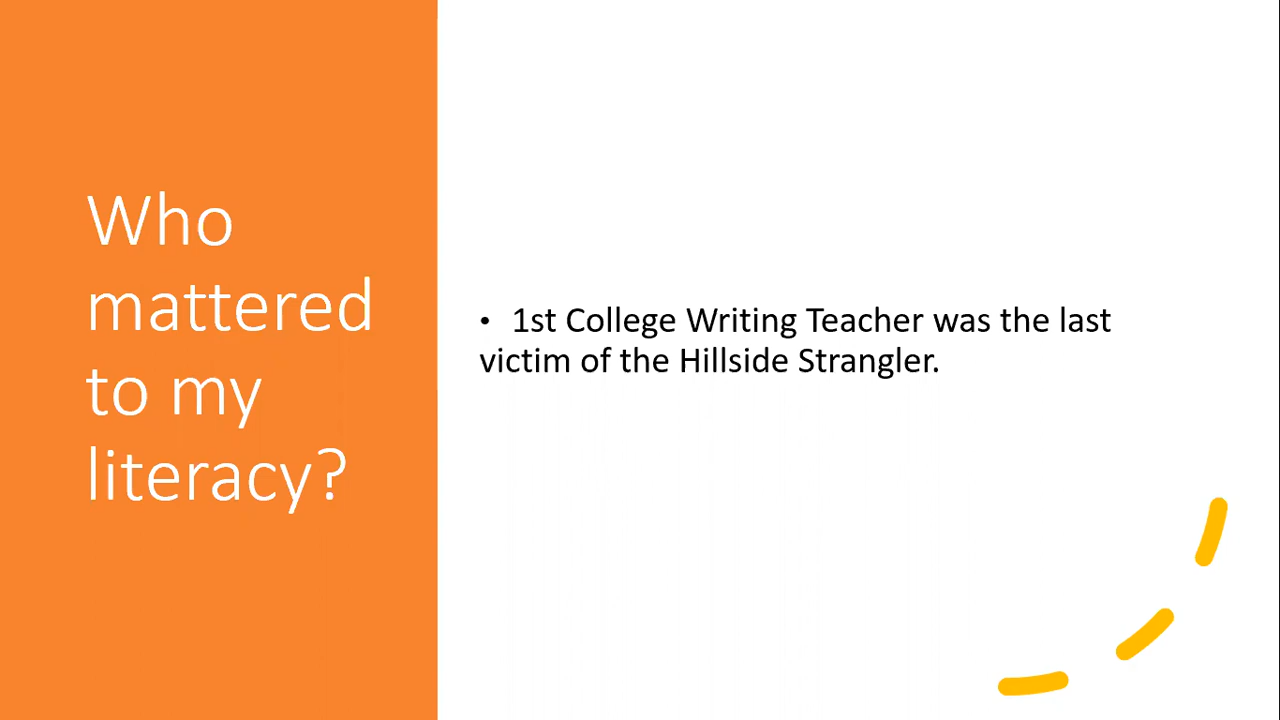 Who
mattered
to my
literacy?
• 1st College Writing Teacher was the last
victim of the Hillside Strangler.